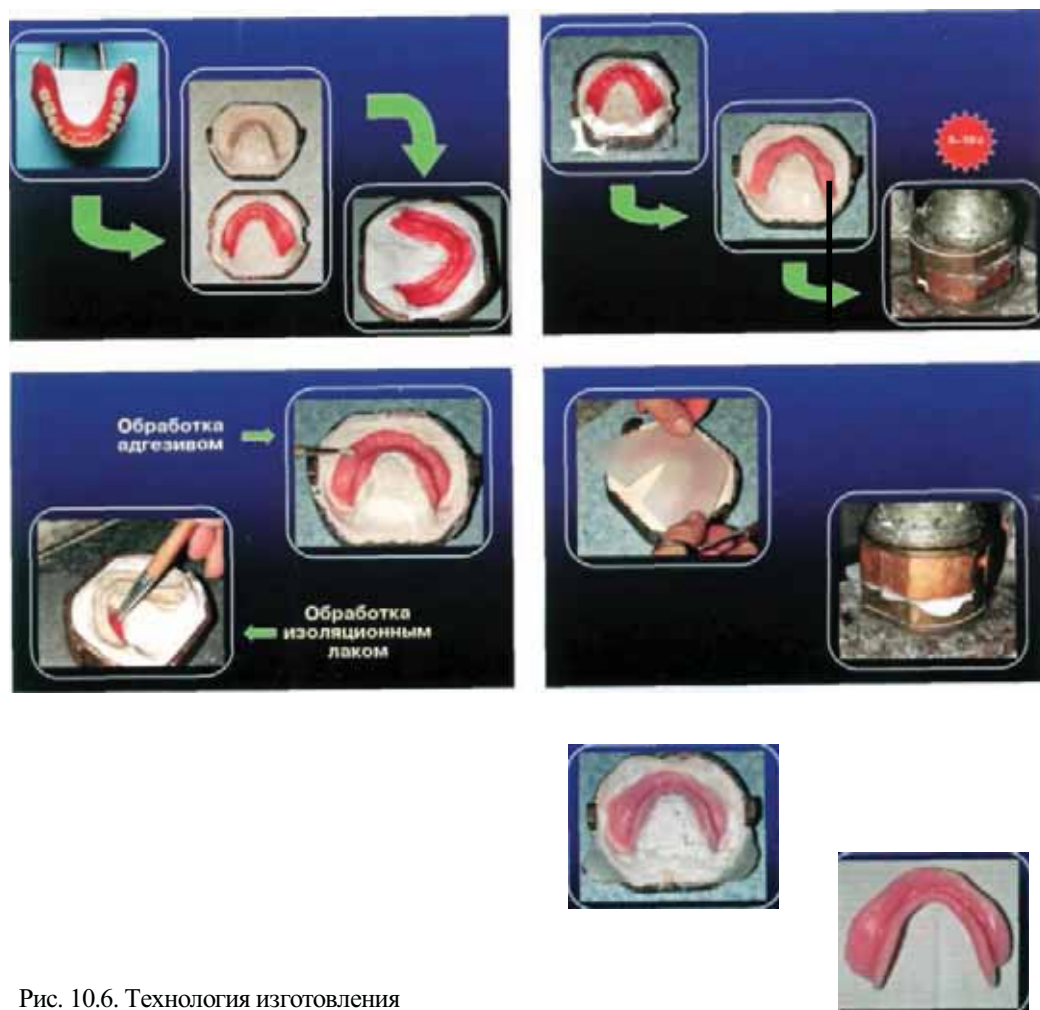 Обработка
адгезивом
Обработка
изоляционным
лаком
Рис. 10.6. Технология изготовления